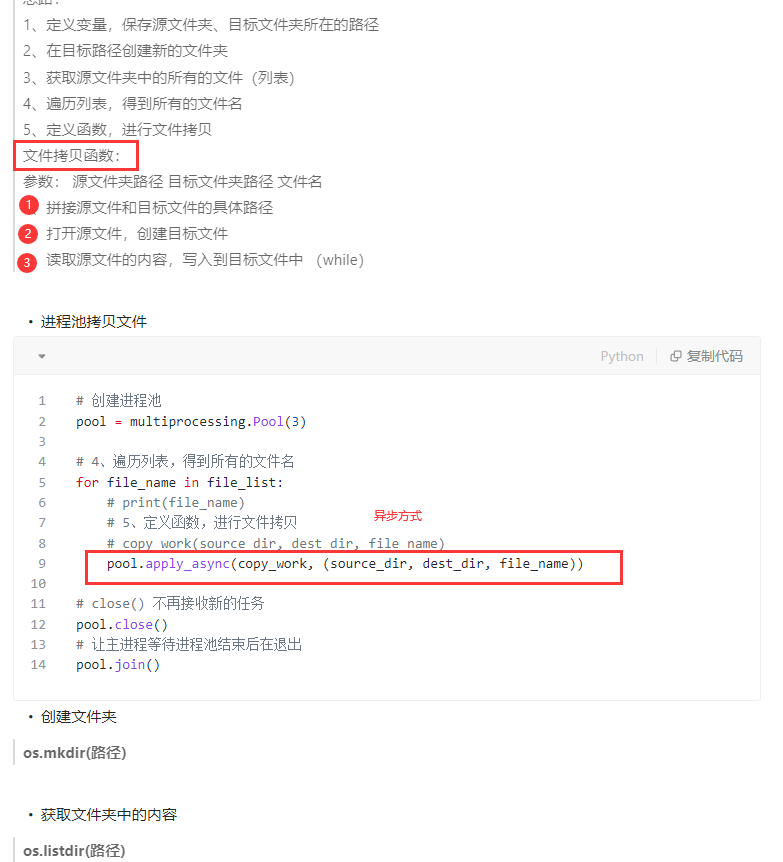 思路：
1、定义变量，保存源文件夹、目标文件夹所在的路径
2、在目标路径创建新的文件夹
3、获取源文件夹中的所有的文件（列表）
4、遍历列表，得到所有的文件名
5、定义函数，进行文件拷贝
文件拷贝函数：
参数： 源文件夹路径 目标文件夹路径 文件名
1 、拼接源文件和目标文件的具体路径
2 打开源文件，创建目标文件
3 读取源文件的内容，写入到目标文件中 （while）
• 进程池拷贝文件
Python 复制代码
1 # 创建进程池
2 pool = multiprocessing.Pool(3)
3
4 # 4、遍历列表，得到所有的文件名
5 for file_name in file_list:
6 # print(file_name)
7 # 5、定义函数，进行文件拷贝 异步方式
8 # copy_work(source_dir, dest_dir, file_name)
9 pool.apply_async(copy_work, (source_dir, dest_dir, file_name))
10
11 # close() 不再接收新的任务
12 pool.close()
13 # 让主进程等待进程池结束后在退出
14 pool.join()
• 创建文件夹
os.mkdir(路径)
• 获取文件夹中的内容
os.listdir(路径)